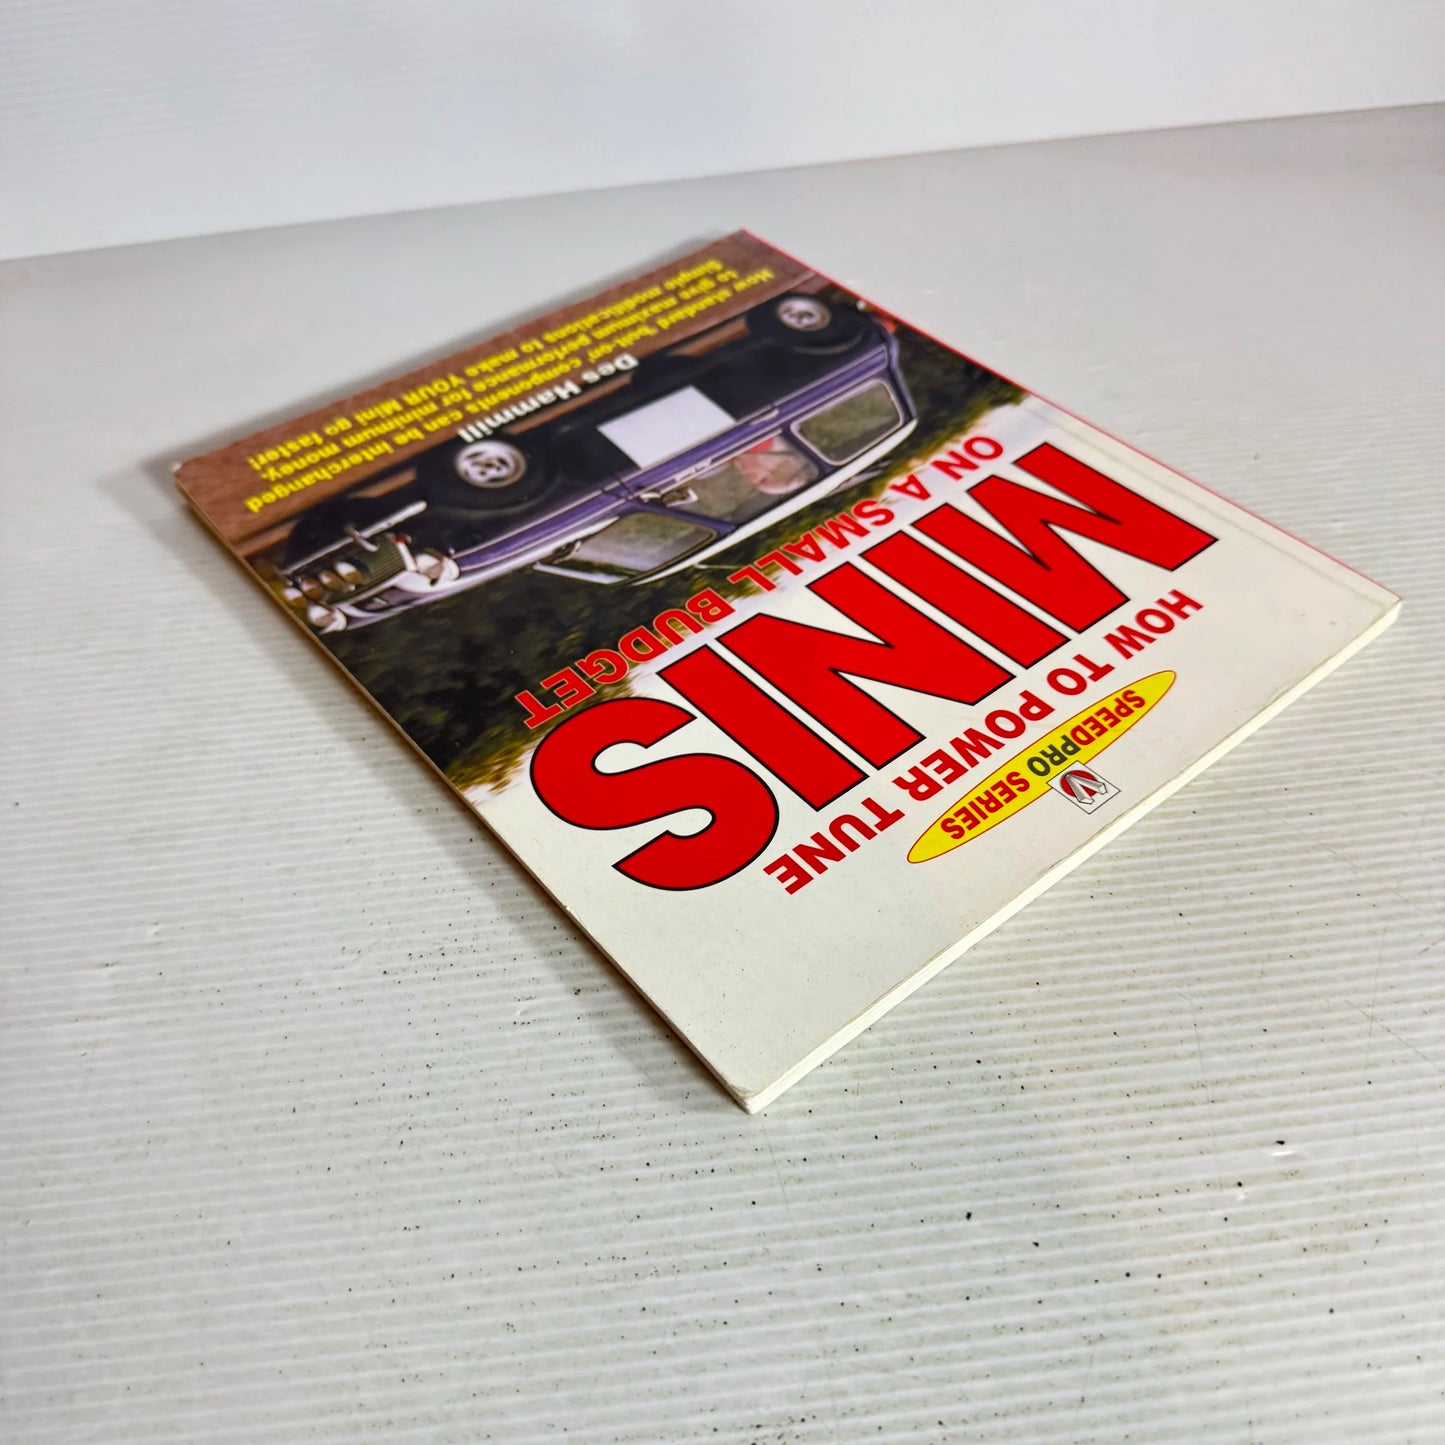 SPEEDPRO SERIES
HOW TO POWER TUNE
MINIS
ON A SMALL BUDGET
Des Hammill
How standard 'bolt-on' components can be interchanged
to give maximum performance for minimum money.
Simple modifications to make YOUR Mini go faster!